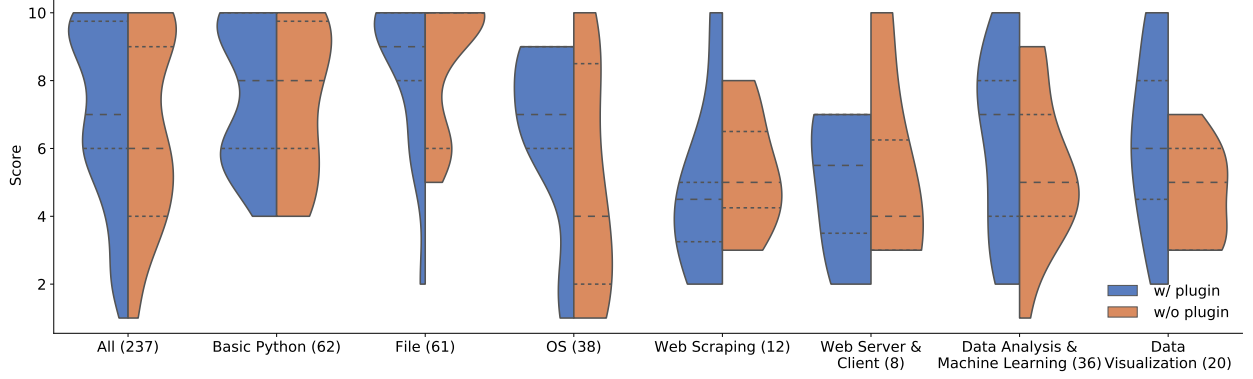 10
8
6
4
2
Score
w/ plugin
w/o plugin
All (237)
Basic Python (62)
File (61)
OS (38)
Web Scraping (12)
Web Server &
Client (8)
Data Analysis &
Machine Learning (36)
Data
Visualization (20)